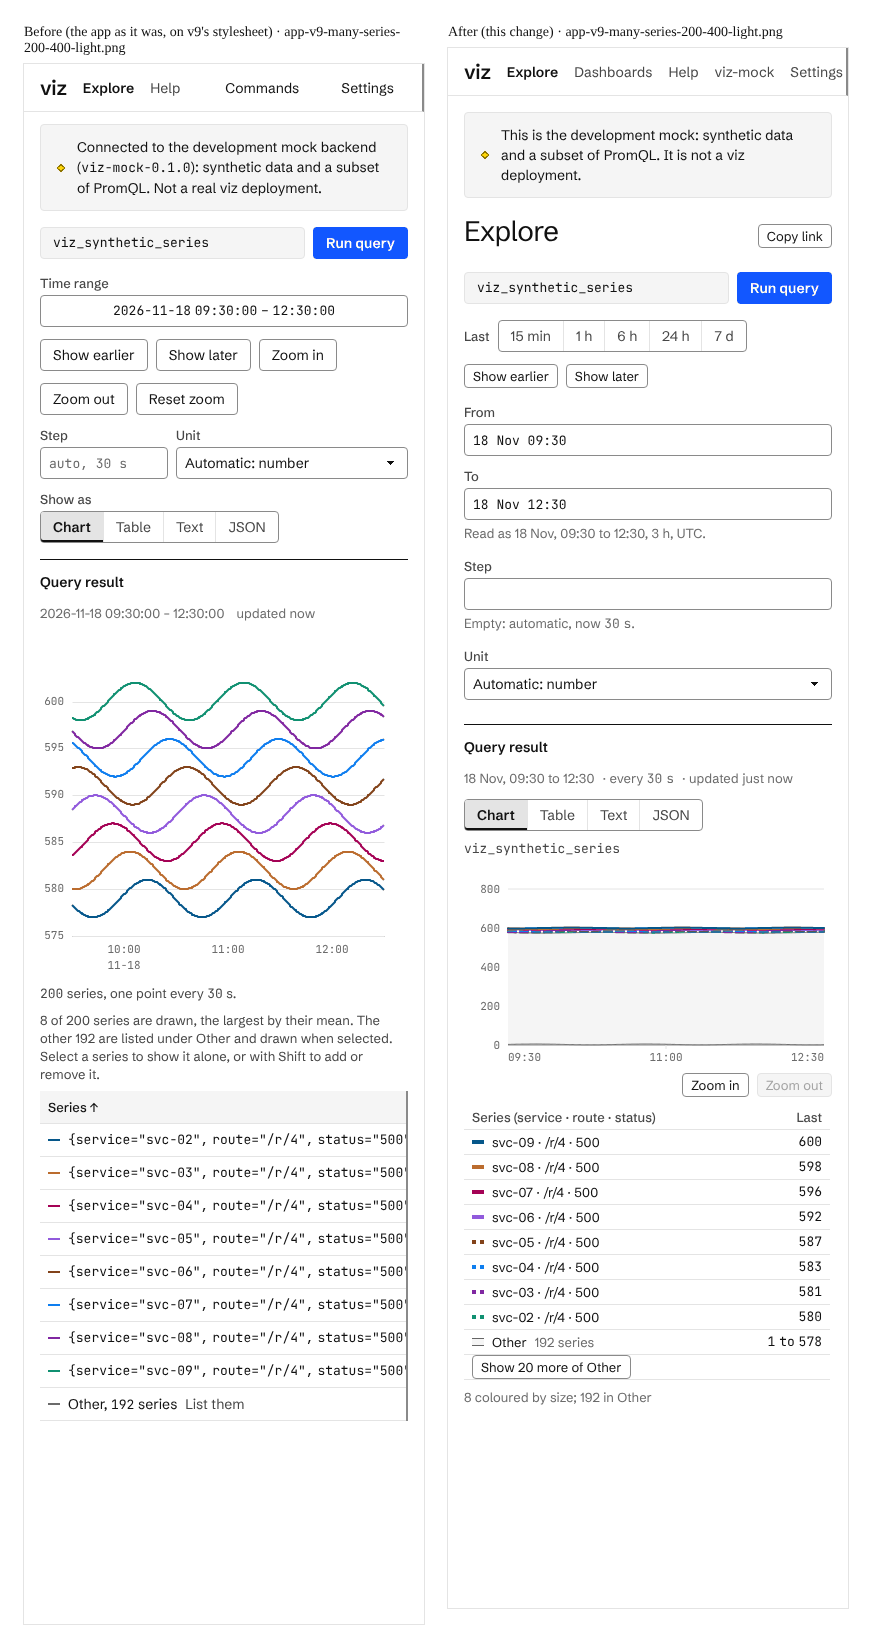 Before (the app as it was, on v9's stylesheet) · app-v9-many-series-
200-400-light.png
viz Explore Help Commands Settings
Connected to the development mock backend
(viz-mock-0.1.0): synthetic data and a subset
of PromQL. Not a real viz deployment.
viz_synthetic_series Run query
Time range
2026-11-18 09:30:00 – 12:30:00
Show earlier Show later Zoom in
Zoom out Reset zoom
Step Unit
auto, 30 s Automatic: number
Show as
Chart Table Text JSON
Query result
2026-11-18 09:30:00 – 12:30:00 updated now
600
595
590
585
580
575
10:00 11:00 12:00
11-18
200 series, one point every 30 s.
8 of 200 series are drawn, the largest by their mean. The
other 192 are listed under Other and drawn when selected.
Select a series to show it alone, or with Shift to add or
remove it.
Series ↑
{service="svc-02", route="/r/4", status="500"
{service="svc-03", route="/r/4", status="500"
{service="svc-04", route="/r/4", status="500"
{service="svc-05", route="/r/4", status="500"
{service="svc-06", route="/r/4", status="500"
{service="svc-07", route="/r/4", status="500"
{service="svc-08", route="/r/4", status="500"
{service="svc-09", route="/r/4", status="500"
Other, 192 series List them
After (this change) · app-v9-many-series-200-400-light.png
viz Explore Dashboards Help viz-mock Settings
This is the development mock: synthetic data
and a subset of PromQL. It is not a viz
deployment.
Explore Copy link
viz_synthetic_series Run query
Last 15 min 1 h 6 h 24 h 7 d
Show earlier Show later
From
18 Nov 09:30
To
18 Nov 12:30
Read as 18 Nov, 09:30 to 12:30, 3 h, UTC.
Step
Empty: automatic, now 30 s.
Unit
Automatic: number
Query result
18 Nov, 09:30 to 12:30 · every 30 s · updated just now
Chart Table Text JSON
viz_synthetic_series
800
600
400
200
0
09:30 11:00 12:30
Zoom in Zoom out
Series (service · route · status) Last
svc-09 · /r/4 · 500 600
svc-08 · /r/4 · 500 598
svc-07 · /r/4 · 500 596
svc-06 · /r/4 · 500 592
svc-05 · /r/4 · 500 587
svc-04 · /r/4 · 500 583
svc-03 · /r/4 · 500 581
svc-02 · /r/4 · 500 580
Other 192 series 1 to 578
Show 20 more of Other
8 coloured by size; 192 in Other